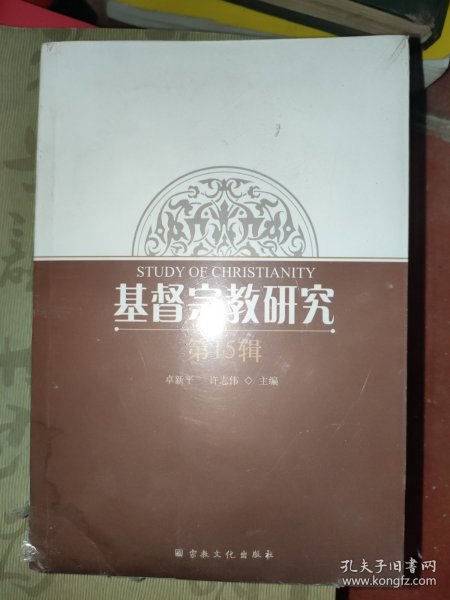 STUDY OF CHRISTIANITY
基督宗教研究
第15辑
卓新平 许志伟◇主编
宗教文化出版社
孔夫子旧书网
www.kongfz.com